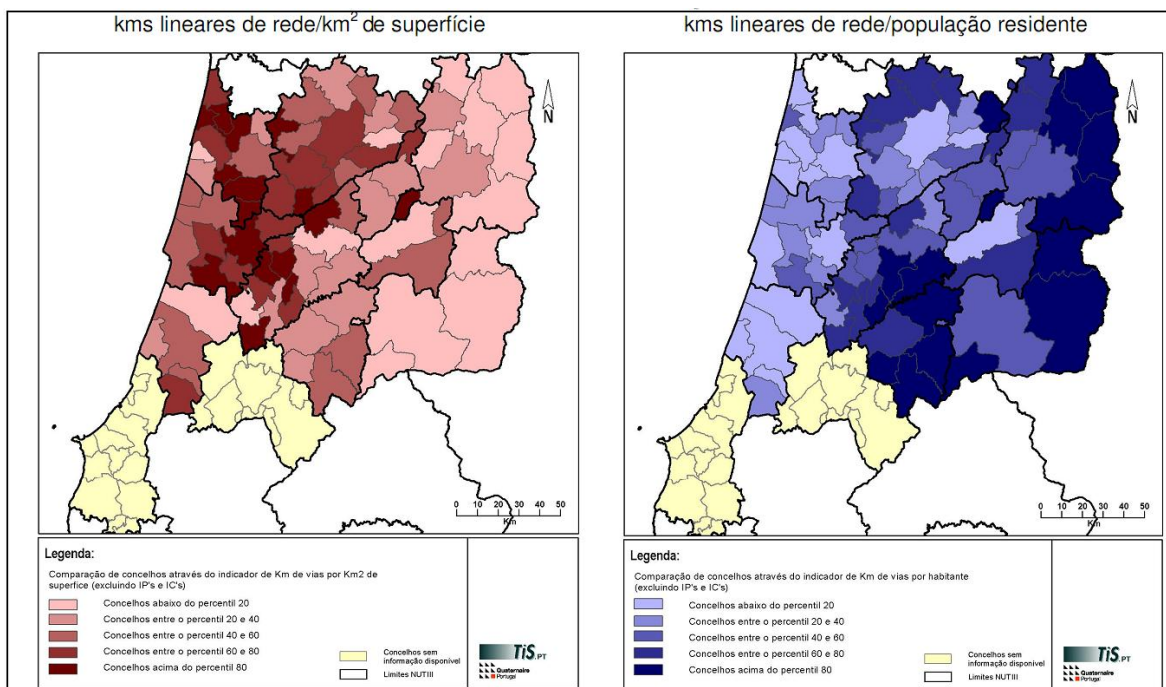 kms lineares de rede/km² de superfície
N
0 10 20 30 40 50
Km
Legenda:
Comparação de concelhos através do indicador de Km de vias por Km2 de
superfice (excluindo IP's e IC's)
Concelhos abaixo do percentil 20
Concelhos entre o percentil 20 e 40
Concelhos entre o percentil 40 e 60
Concelhos entre o percentil 60 e 80
Concelhos acima do percentil 80
Concelhos sem
informação disponivel
Limites NUTIII
TiS.PT
Quaternaire
Portugal
kms lineares de rede/população residente
N
0 10 20 30 40 50
Km
Legenda:
Comparação de concelhos através do indicador de Km de vias por habitante
(excluindo IP's e IC's)
Concelhos abaixo do percentil 20
Concelhos entre o percentil 20 e 40
Concelhos entre o percentil 40 e 60
Concelhos entre o percentil 60 e 80
Concelhos acima do percentil 80
Concelhos sem
informação disponivel
Limites NUTIII
TiS.PT
Quaternaire
Portugal